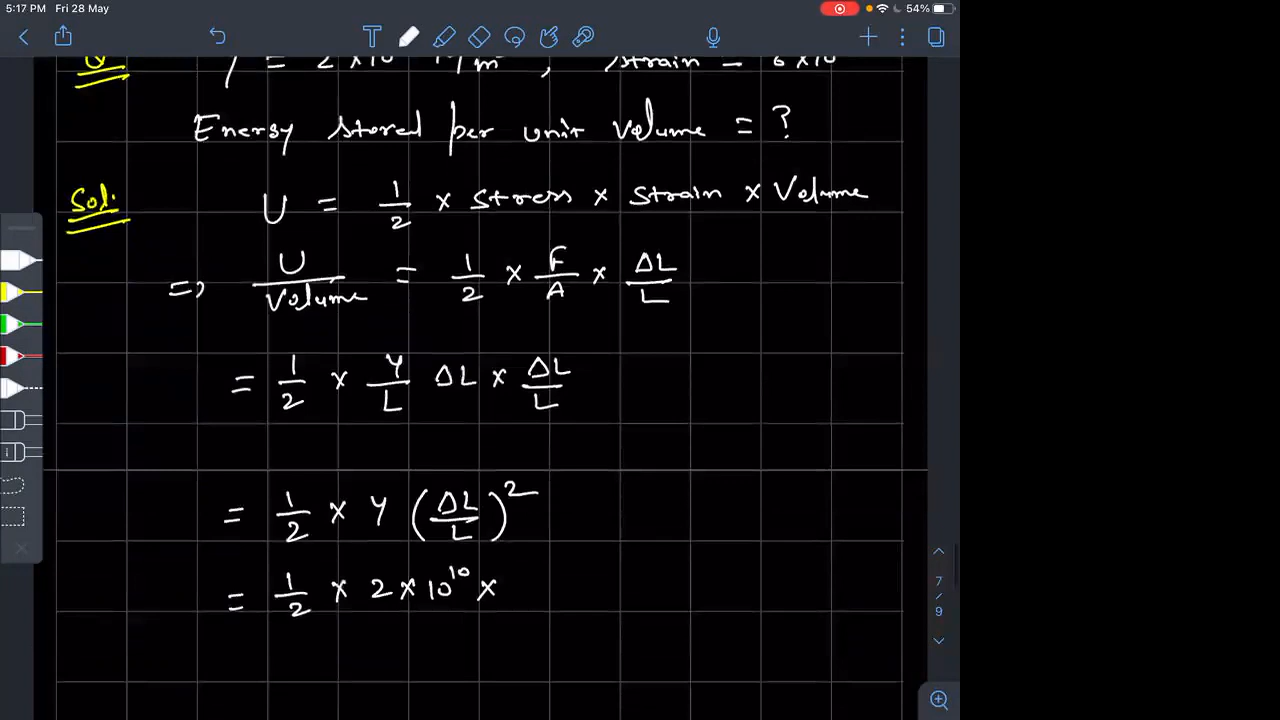 5:17 PM Fri 28 May 54%
Energy stored per unit volume = ?
Sol:
U = 1/2 × stress × strain × Volume
=> U/Volume = 1/2 × F/A × ΔL/L
= 1/2 × Y/L ΔL × ΔL/L
= 1/2 × Y (ΔL/L)²
= 1/2 × 2 × 10¹⁰ ×
7
/
9